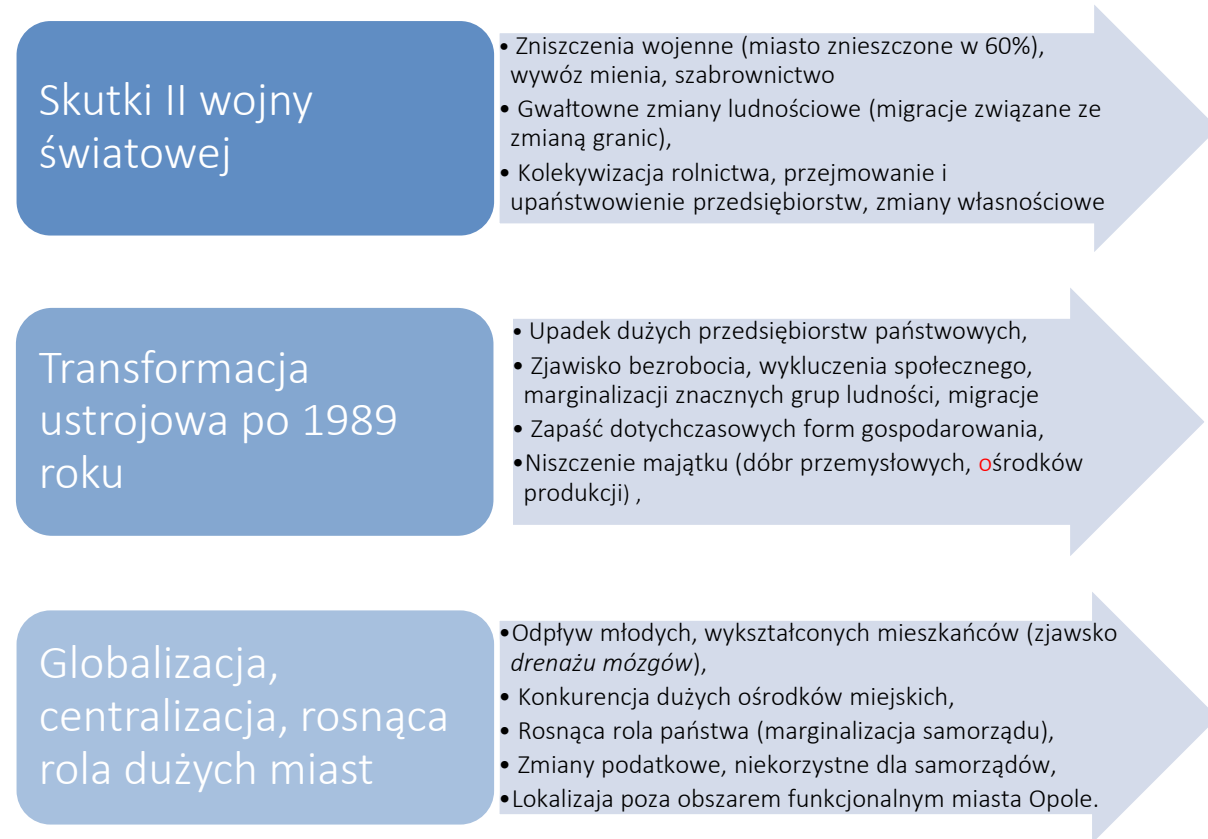 Skutki II wojny
światowej
• Zniszczenia wojenne (miasto znieszczone w 60%),
wywóz mienia, szabrownictwo
• Gwałtowne zmiany ludnościowe (migracje związane ze
zmianą granic),
• Kolekywizacja rolnictwa, przejmowanie i
upaństwowienie przedsiębiorstw, zmiany własnościowe
Transformacja
ustrojowa po 1989
roku
• Upadek dużych przedsiębiorstw państwowych,
• Zjawisko bezrobocia, wykluczenia społecznego,
marginalizacji znacznych grup ludności, migracje
• Zapaść dotychczasowych form gospodarowania,
•Niszczenie majątku (dóbr przemysłowych, ośrodków
produkcji) ,
Globalizacja,
centralizacja, rosnąca
rola dużych miast
•Odpływ młodych, wykształconych mieszkańców (zjawsko
drenażu mózgów),
• Konkurencja dużych ośrodków miejskich,
• Rosnąca rola państwa (marginalizacja samorządu),
• Zmiany podatkowe, niekorzystne dla samorządów,
•Lokalizaja poza obszarem funkcjonalnym miasta Opole.